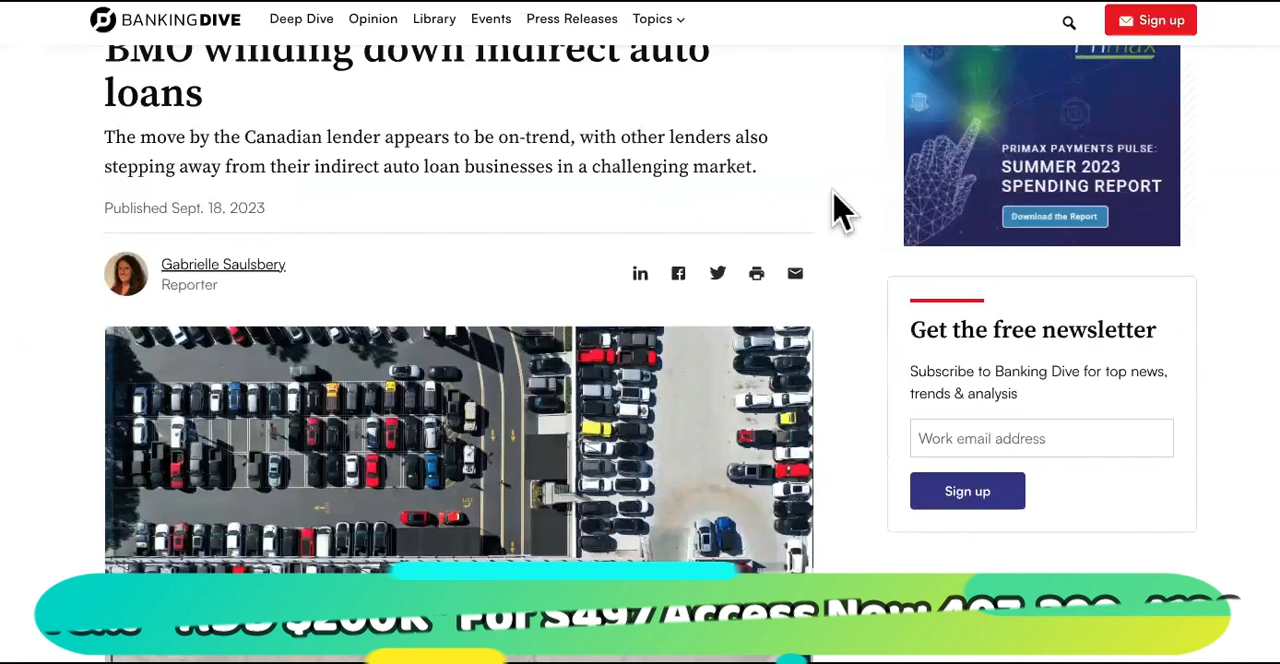 BANKINGDIVE
Deep Dive Opinion Library Events Press Releases Topics
Sign up
BMO winding down indirect auto
loans
The move by the Canadian lender appears to be on-trend, with other lenders also
stepping away from their indirect auto loan businesses in a challenging market.
Published Sept. 18, 2023
Gabrielle Saulsbery
Reporter
PRIMAX PAYMENTS PULSE:
SUMMER 2023
SPENDING REPORT
Download the Report
Get the free newsletter
Subscribe to Banking Dive for top news,
trends & analysis
Work email address
Sign up
$200K For $497/Access Now